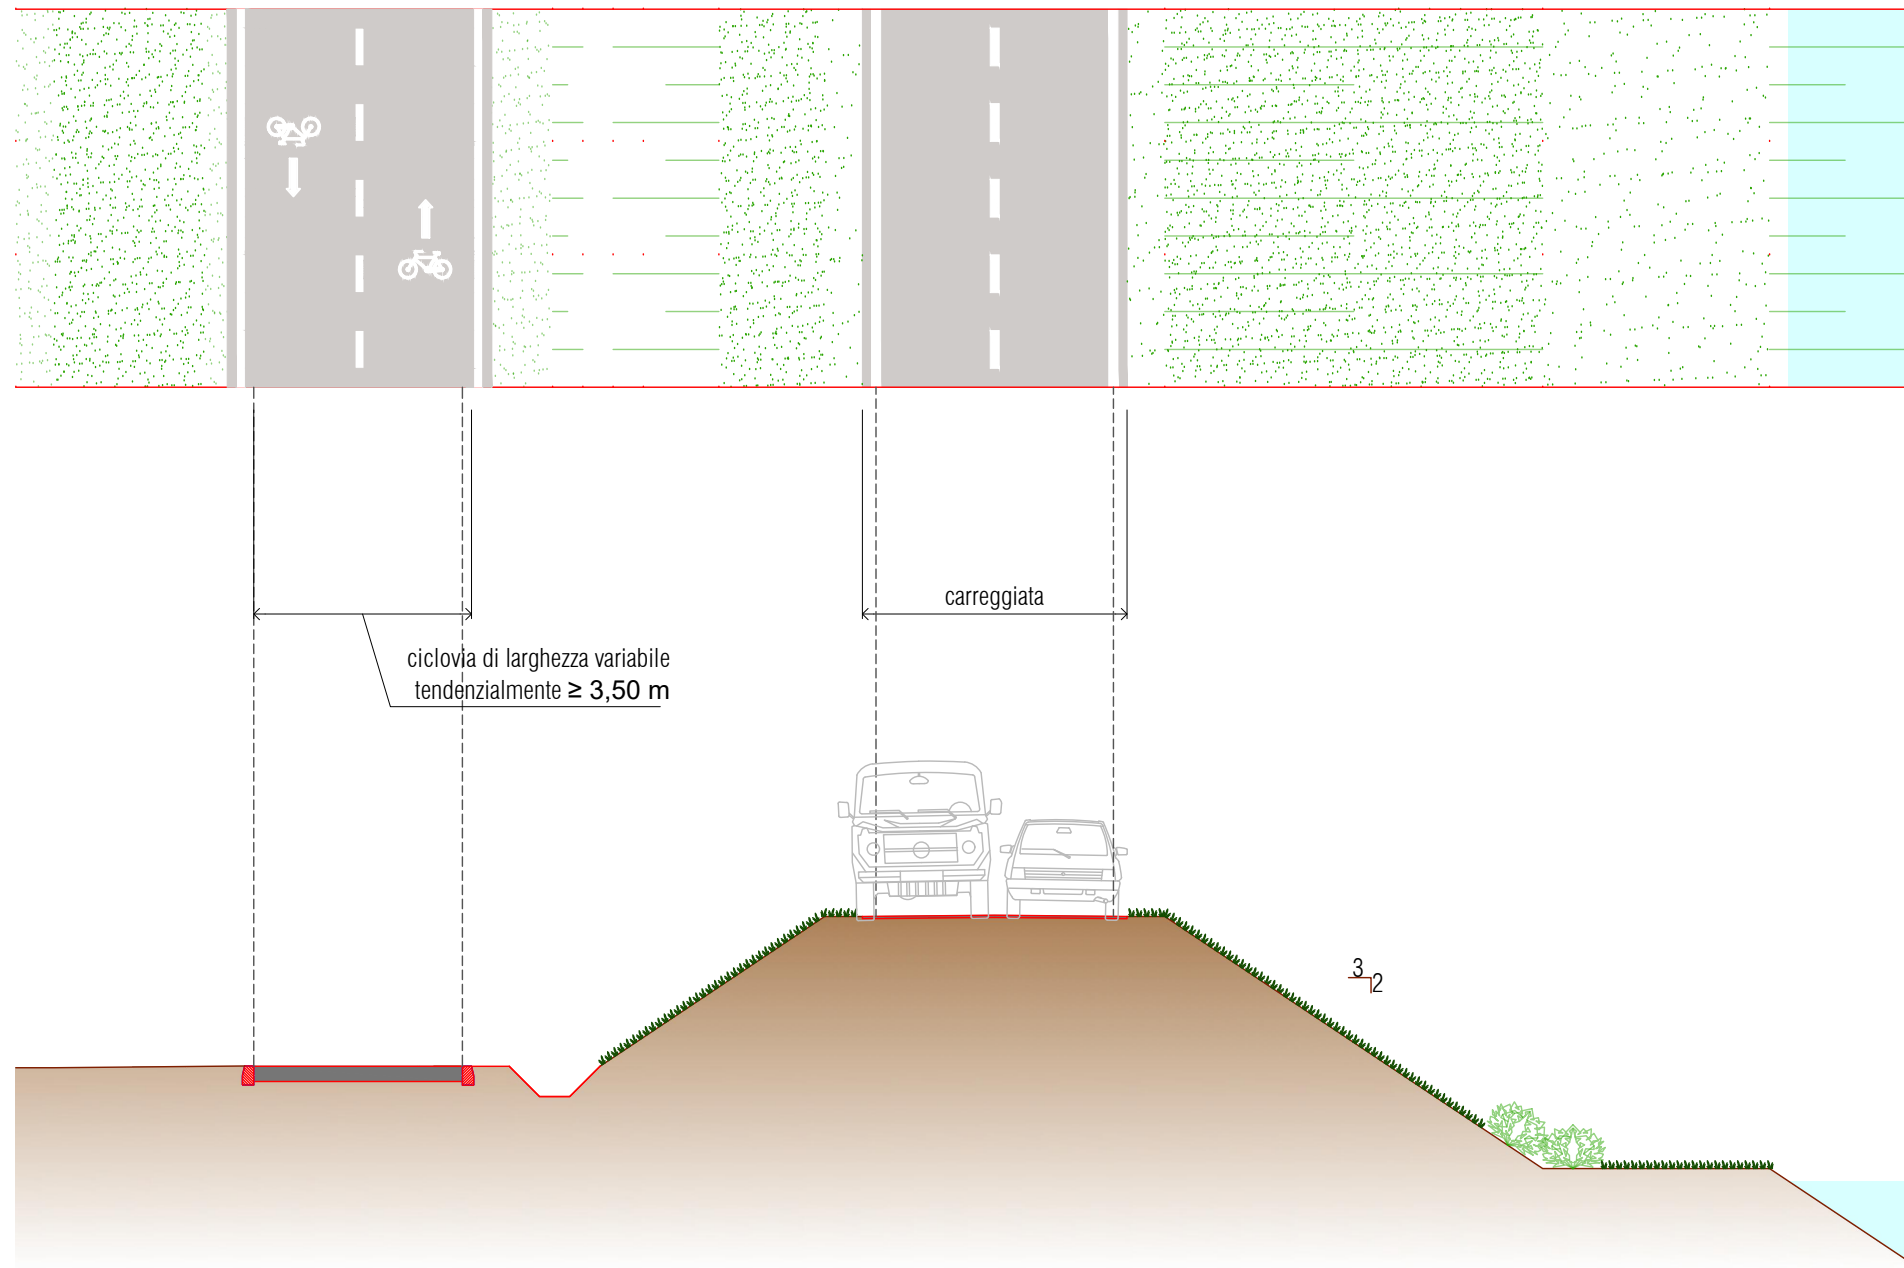 carreggiata
ciclovia di larghezza variabile
tendenzialmente ≥ 3,50 m
3
2